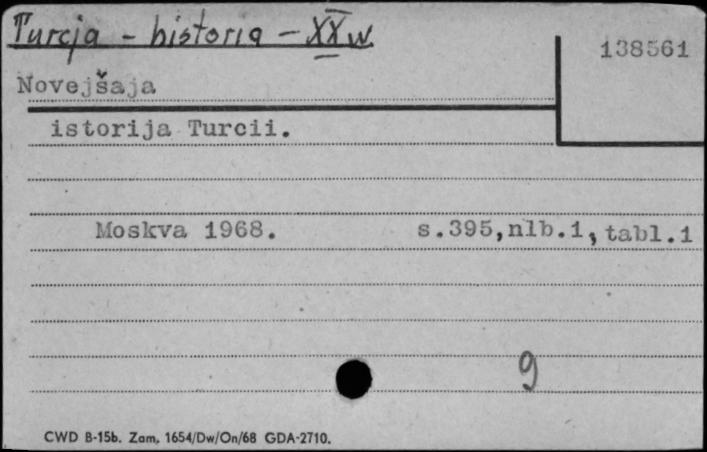 Turcja - historia - XX w
138561
Novejšaja
istorija Turcii.
Moskva 1968. s.395,nlb.1,tabl.1
9
CWD B-15b. Zam. 1654/Dw/On/68 GDA-2710.